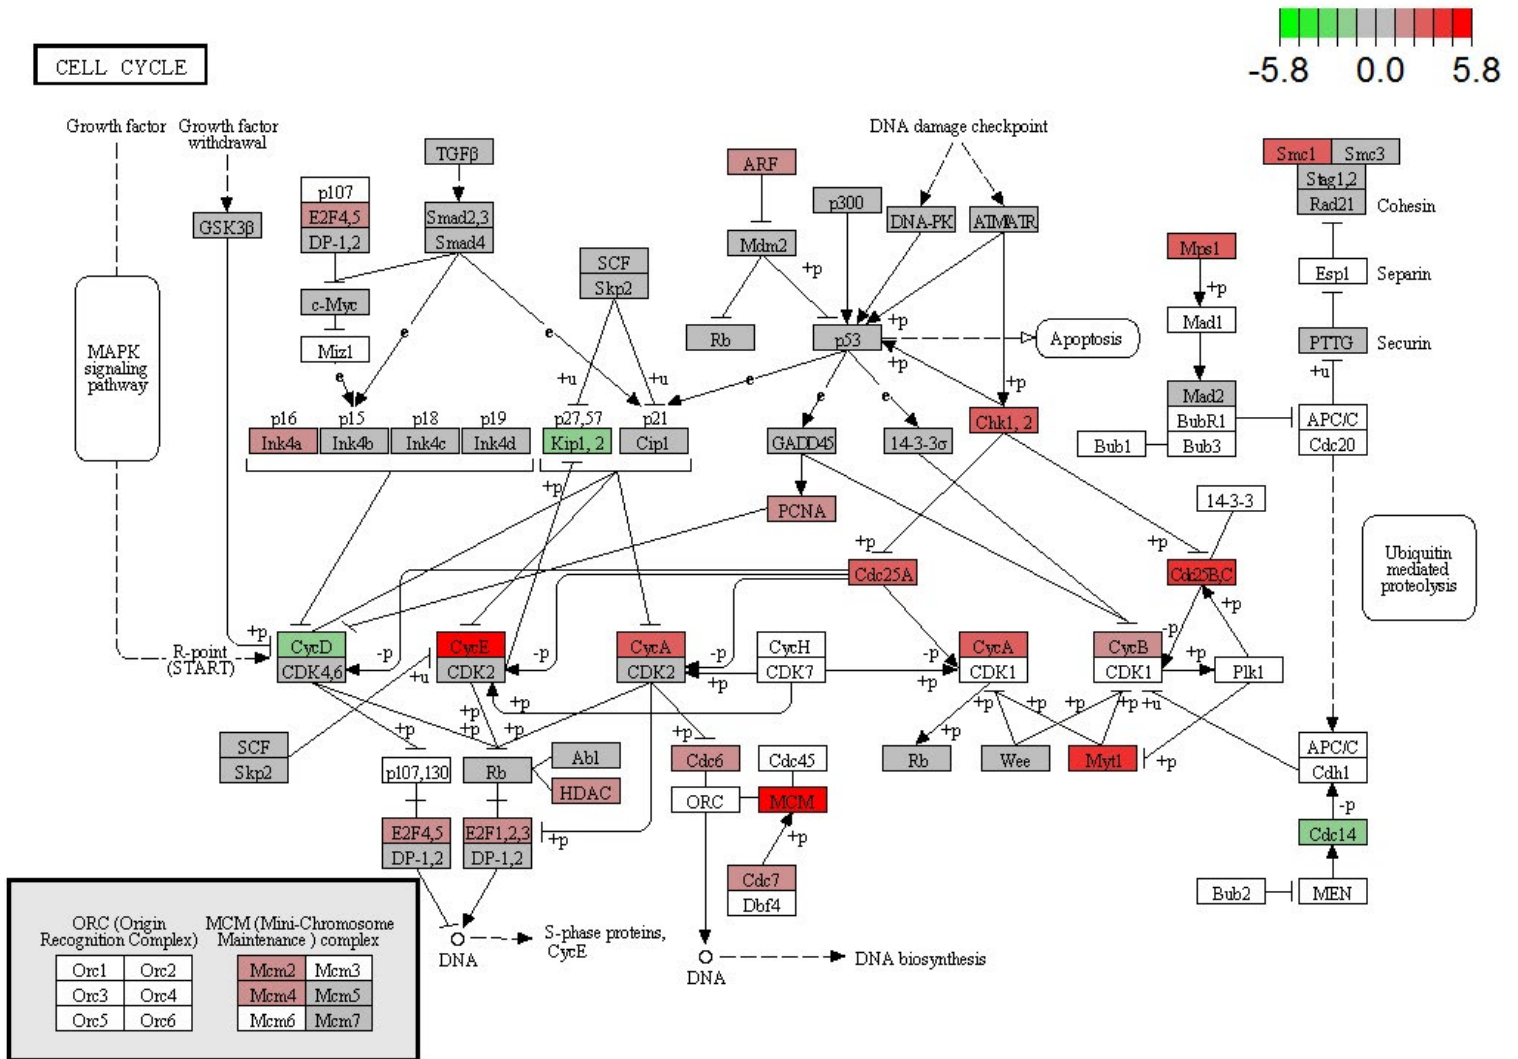 -5.8 0.0 5.8
CELL CYCLE
Growth factor
Growth factor
withdrawal
TGFβ
ARF
DNA damage checkpoint
Smc1 Smc3
Stag1,2
Rad21
Cohesin
p107
E2F4,5
DP-1,2
GSK3β
Smad2,3
Smad4
p300
DNA-PK
ATM/ATR
Mdm2
+p
SCF
Skp2
Mps1
+p
Esp1
Separin
c-Myc
e
e
Miz1
Rb
p53
+p
+p
Apoptosis
Mad1
PTTG
Securin
MAPK
signaling
pathway
e
+u
+u
e
e
e
+p
+u
Mad2
BubR1
Bub3
Bub1
APC/C
Cdc20
p16
Ink4a
p15
Ink4b
p18
Ink4c
p19
Ink4d
p27,57
Kip1, 2
p21
Cip1
GADD45
14-3-3σ
Chk1, 2
+p
PCNA
14-3-3
+p
+p
Cdc25A
Cdc25B,C
Ubiquitin
mediated
proteolysis
+p
-p
+p
R-point
(START)
CycD
CDK4,6
-p
+u
CycE
CDK2
-p
CycA
CDK2
-p
+p
CycH
CDK7
-p
+p
CycA
CDK1
CycB
CDK1
+p
Plk1
+p
+p
+p
+p
+p
+p
+p
+p
+u
+p
SCF
Skp2
p107,130
Rb
Abl
HDAC
Cdc6
Cdc45
ORC
MCM
+p
Rb
Wee
Myt1
+p
APC/C
Cdh1
-p
Cdc14
E2F4,5
DP-1,2
E2F1,2,3
DP-1,2
+p
Cdc7
Dbf4
Bub2
MEN
DNA
S-phase proteins,
CycE
DNA
DNA biosynthesis
ORC (Origin
Recognition Complex)
Orc1 Orc2
Orc3 Orc4
Orc5 Orc6
MCM (Mini-Chromosome
Maintenance ) complex
Mcm2 Mcm3
Mcm4 Mcm5
Mcm6 Mcm7